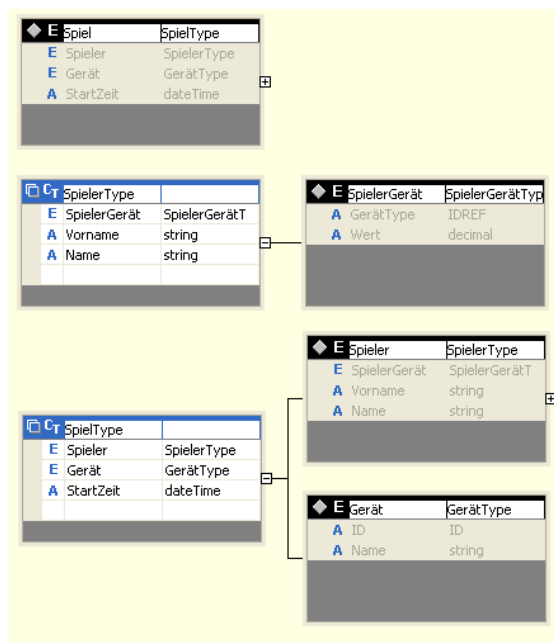 E Spiel SpielType
E Spieler SpielerType
E Gerät GerätType
A StartZeit dateTime
CT SpielerType
E SpielerGerät SpielerGerätT
A Vorname string
A Name string
E SpielerGerät SpielerGerätTyp
A GerätType IDREF
A Wert decimal
CT SpielType
E Spieler SpielerType
E Gerät GerätType
A StartZeit dateTime
E Spieler SpielerType
E SpielerGerät SpielerGerätT
A Vorname string
A Name string
E Gerät GerätType
A ID ID
A Name string